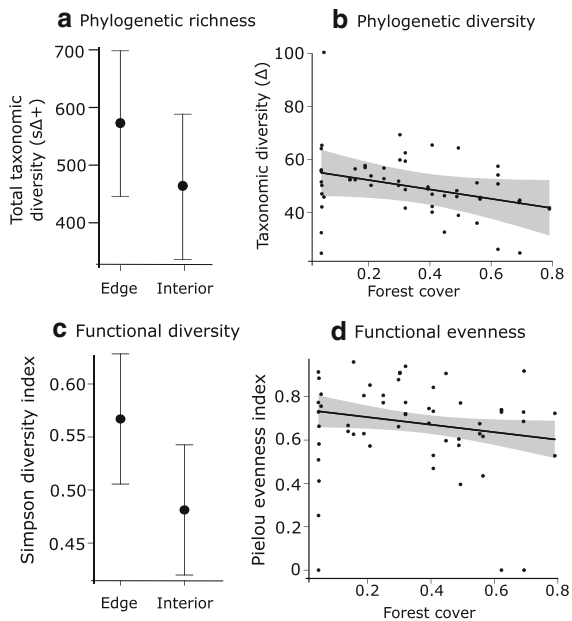 a Phylogenetic richness
Total taxonomic
diversity (sΔ+)
700
600
500
400
Edge Interior
b Phylogenetic diversity
Taxonomic diversity (Δ)
100
80
60
40
0.2 0.4 0.6 0.8
Forest cover
c Functional diversity
Simpson diversity index
0.60
0.55
0.50
0.45
Edge Interior
d Functional evenness
Pielou evenness index
0.8
0.6
0.4
0.2
0
0.2 0.4 0.6 0.8
Forest cover